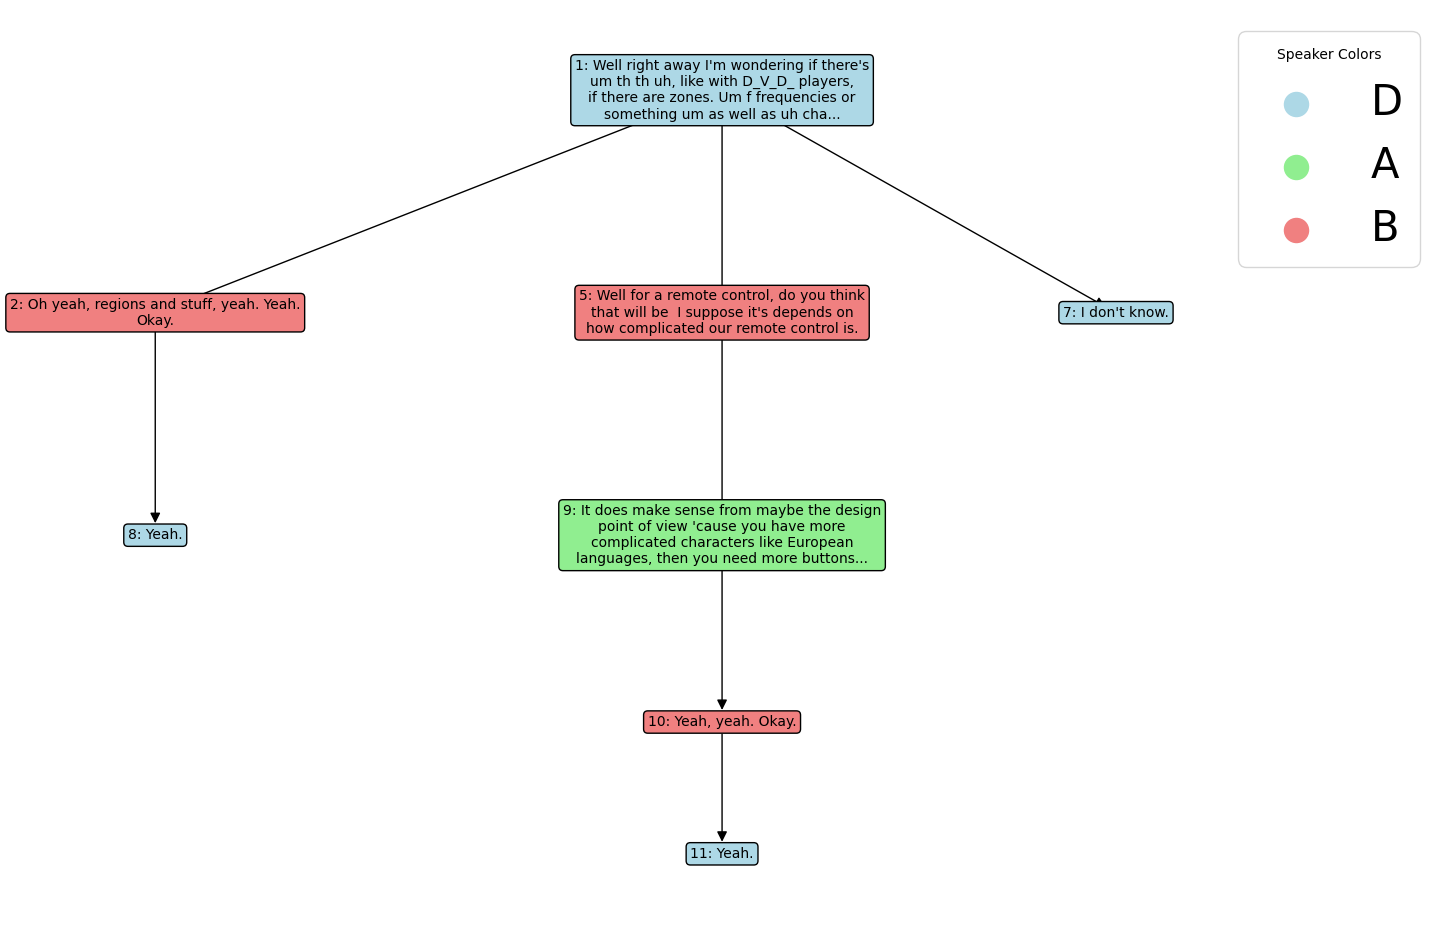 1: Well right away I'm wondering if there's
um th th uh, like with D_V_D_ players,
if there are zones. Um f frequencies or
something um as well as uh cha...
Speaker Colors
D
A
B
2: Oh yeah, regions and stuff, yeah. Yeah.
Okay.
5: Well for a remote control, do you think
that will be  I suppose it's depends on
how complicated our remote control is.
7: I don't know.
8: Yeah.
9: It does make sense from maybe the design
point of view 'cause you have more
complicated characters like European
languages, then you need more buttons...
10: Yeah, yeah. Okay.
11: Yeah.